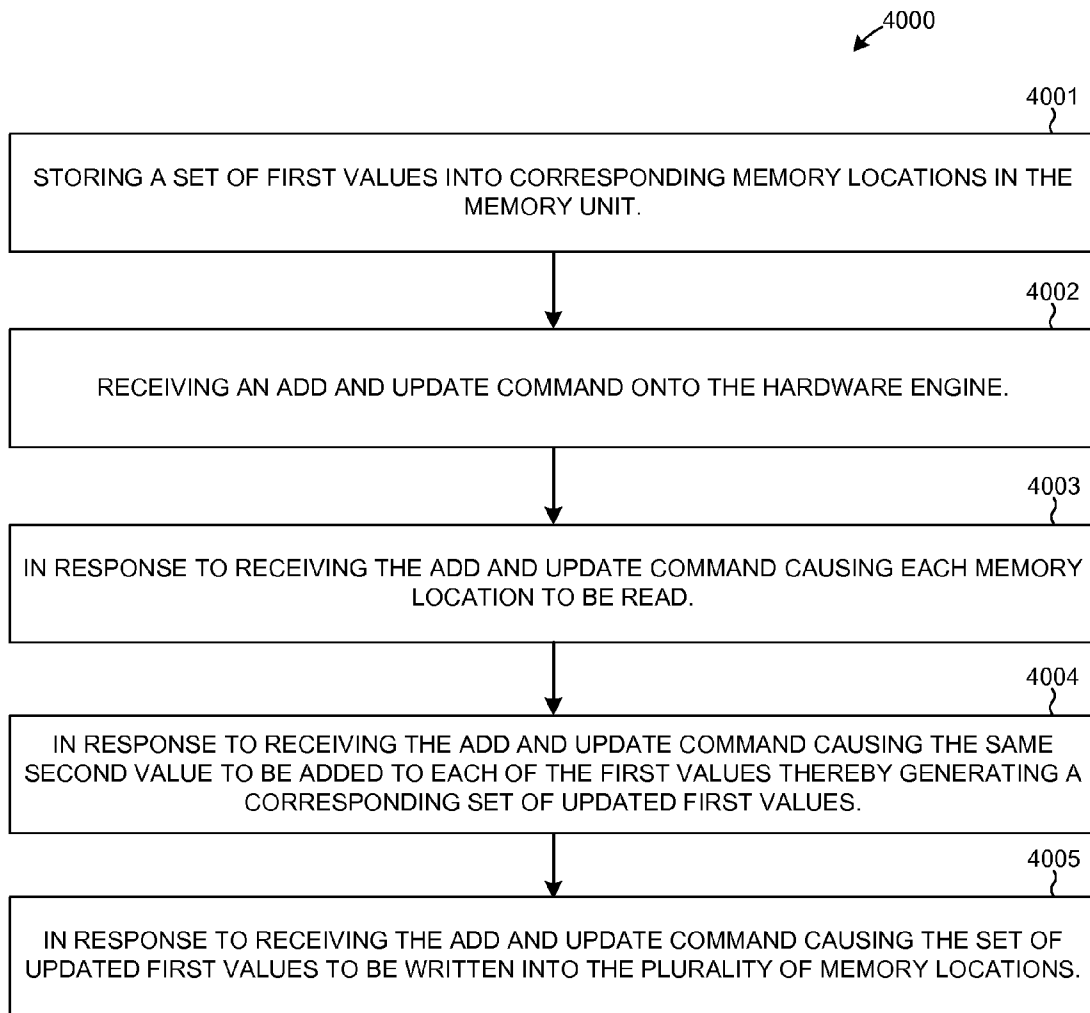 4000
4001
STORING A SET OF FIRST VALUES INTO CORRESPONDING MEMORY LOCATIONS IN THE
MEMORY UNIT.
4002
RECEIVING AN ADD AND UPDATE COMMAND ONTO THE HARDWARE ENGINE.
4003
IN RESPONSE TO RECEIVING THE ADD AND UPDATE COMMAND CAUSING EACH MEMORY
LOCATION TO BE READ.
4004
IN RESPONSE TO RECEIVING THE ADD AND UPDATE COMMAND CAUSING THE SAME
SECOND VALUE TO BE ADDED TO EACH OF THE FIRST VALUES THEREBY GENERATING A
CORRESPONDING SET OF UPDATED FIRST VALUES.
4005
IN RESPONSE TO RECEIVING THE ADD AND UPDATE COMMAND CAUSING THE SET OF
UPDATED FIRST VALUES TO BE WRITTEN INTO THE PLURALITY OF MEMORY LOCATIONS.